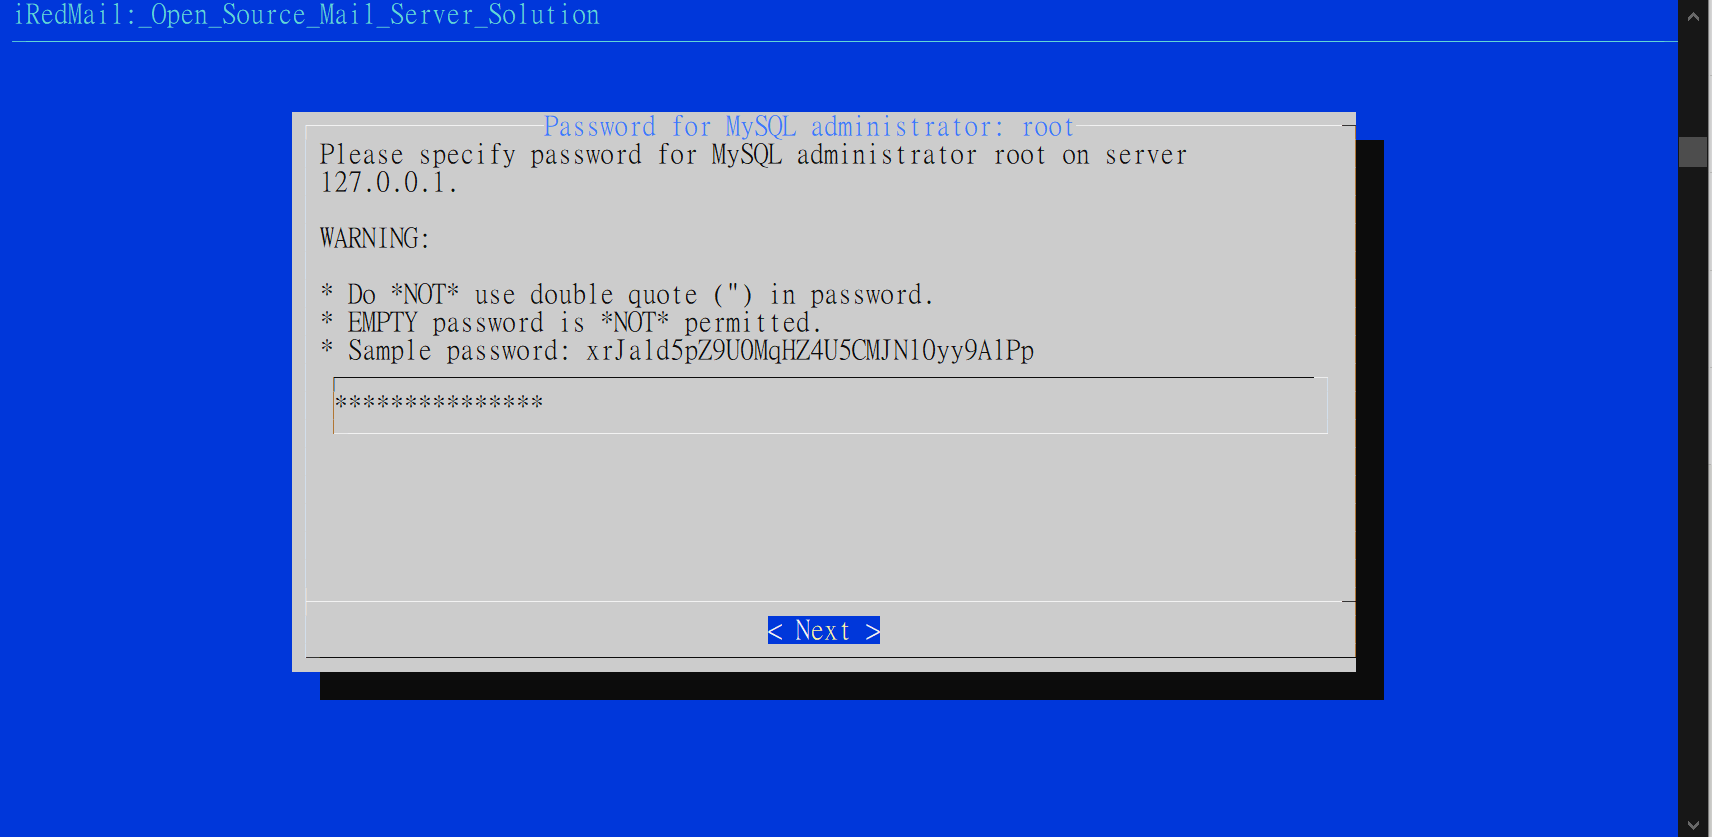 iRedMail:_Open_Source_Mail_Server_Solution
Password for MySQL administrator: root
Please specify password for MySQL administrator root on server
127.0.0.1.
WARNING:
* Do *NOT* use double quote (") in password.
* EMPTY password is *NOT* permitted.
* Sample password: xrJald5pZ9U0MqHZ4U5CMJNl0yy9A1Pp
***************
< Next >